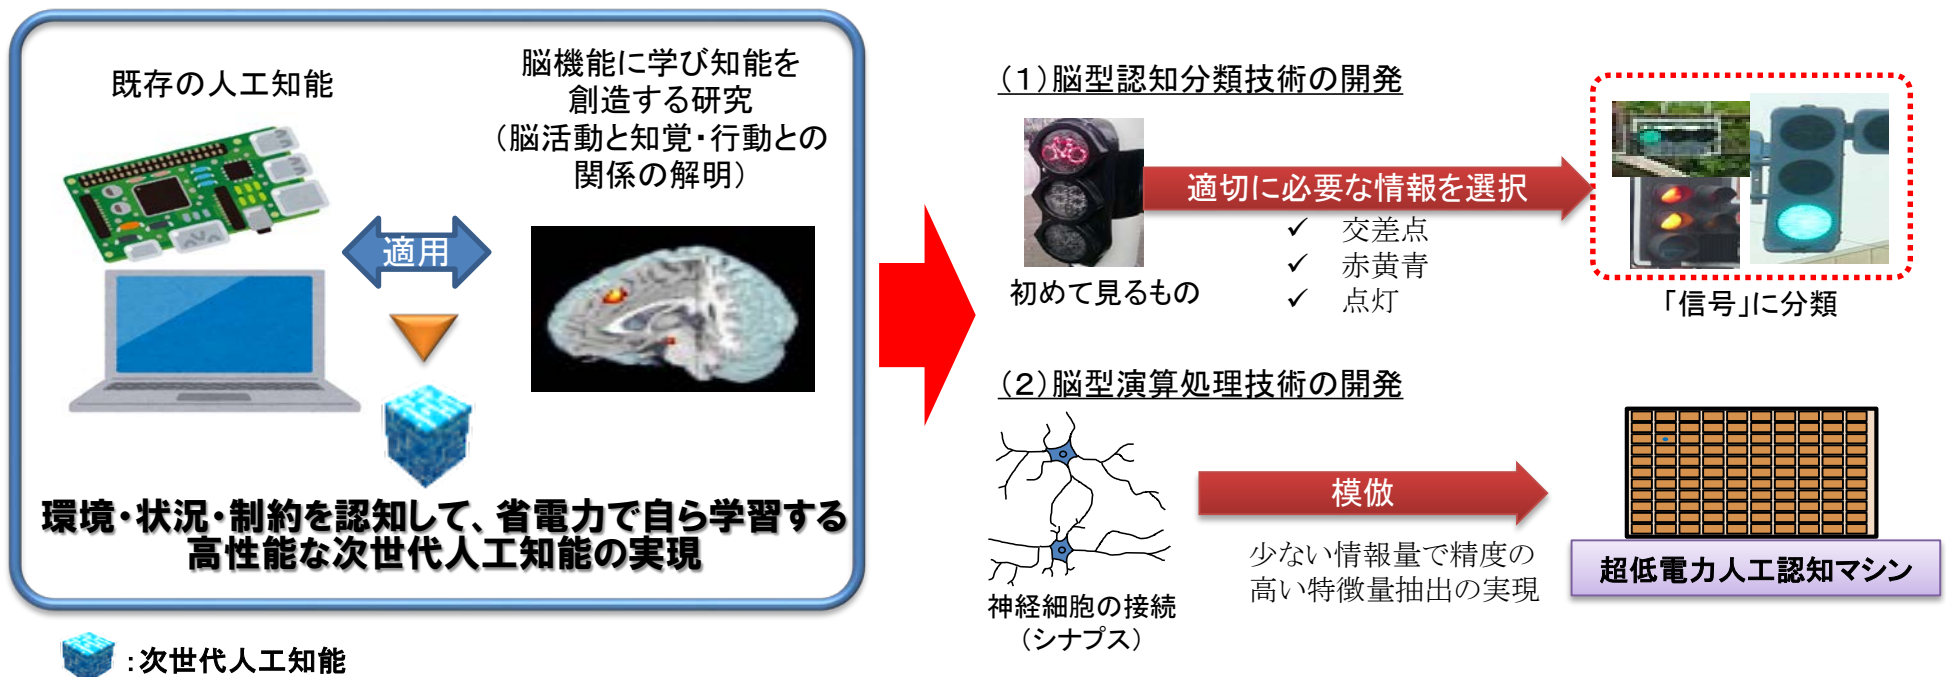 既存の人工知能
脳機能に学び知能を
創造する研究
（脳活動と知覚・行動との
関係の解明）
適用
環境・状況・制約を認知して、省電力で自ら学習する
高性能な次世代人工知能の実現
：次世代人工知能
（１）脳型認知分類技術の開発
初めて見るもの
適切に必要な情報を選択
✓ 交差点
✓ 赤黄青
✓ 点灯
「信号」に分類
（２）脳型演算処理技術の開発
神経細胞の接続
（シナプス）
模倣
少ない情報量で精度の
高い特徴量抽出の実現
超低電力人工認知マシン